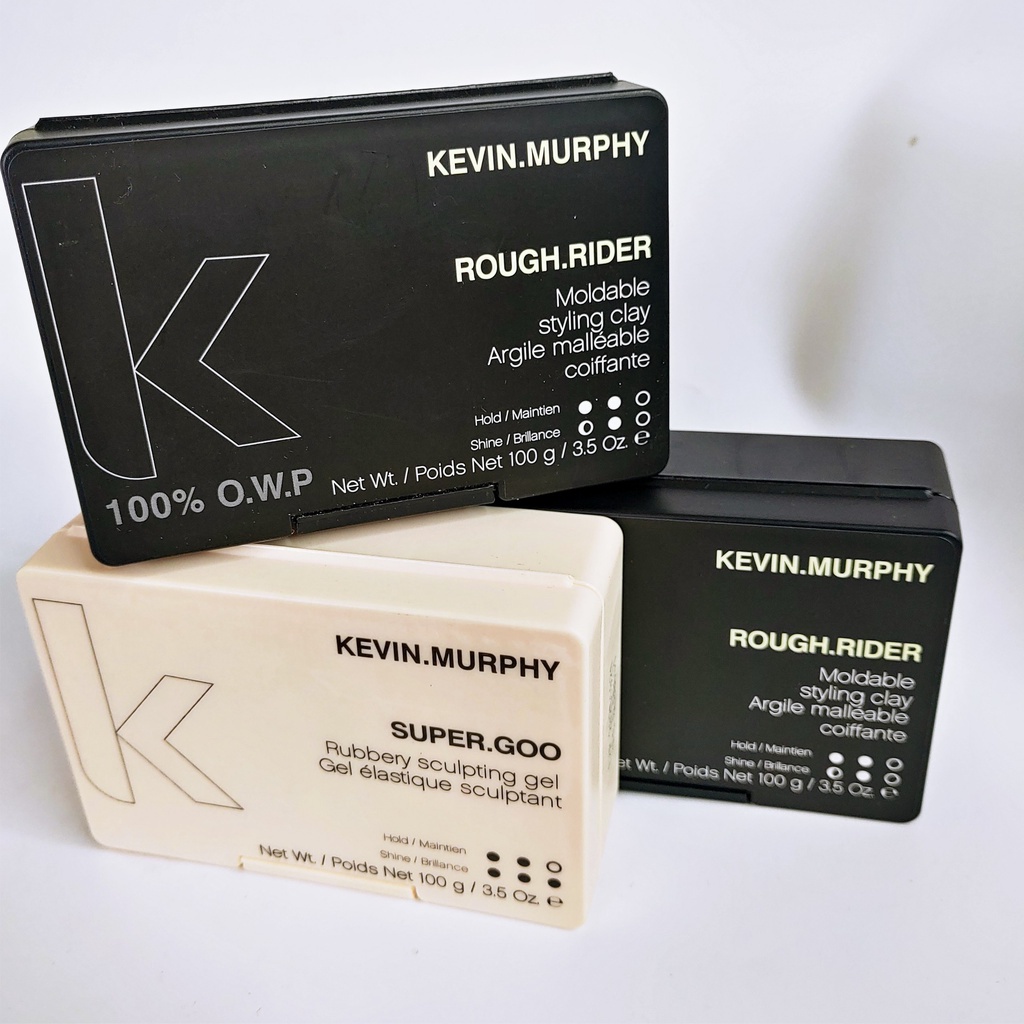 KEVIN.MURPHY
ROUGH.RIDER
Moldable
styling clay
Argile malléable
coiffante
Hold / Maintien
Shine / Brillance
100% O.W.P
Net Wt. / Poids Net 100 g / 3.5 Oz. ℮
k
KEVIN.MURPHY
SUPER.GOO
Rubbery sculpting gel
Gel élastique sculptant
Hold / Maintien
Shine / Brillance
Net Wt. / Poids Net 100 g / 3.5 Oz. ℮
k
KEVIN.MURPHY
ROUGH.RIDER
Moldable
styling clay
Argile malléable
coiffante
Hold / Maintien
Shine / Brillance
Wt. / Poids Net 100 g / 3.5 Oz. ℮